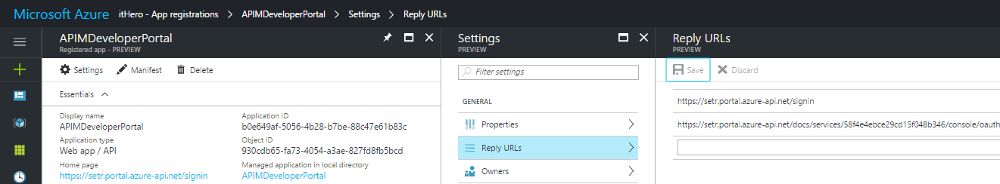 Microsoft Azure itHero - App registrations > APIMDeveloperPortal > Settings > Reply URLs
APIMDeveloperPortal
Registered app - PREVIEW
Settings Manifest Delete
Essentials
Display name
APIMDeveloperPortal
Application type
Web app / API
Home page
https://setr.portal.azure-api.net/signin
Application ID
b0e649af-5056-4b28-b7be-88c47e61b83c
Object ID
930cdb65-fa73-4054-a3ae-827fd8fb5bcd
Managed application in local directory
APIMDeveloperPortal
Settings
PREVIEW
Filter settings
GENERAL
Properties
Reply URLs
Owners
Reply URLs
PREVIEW
Save Discard
https://setr.portal.azure-api.net/signin
https://setr.portal.azure-api.net/docs/services/58f4e4ebce29cd15f048b346/console/oauth